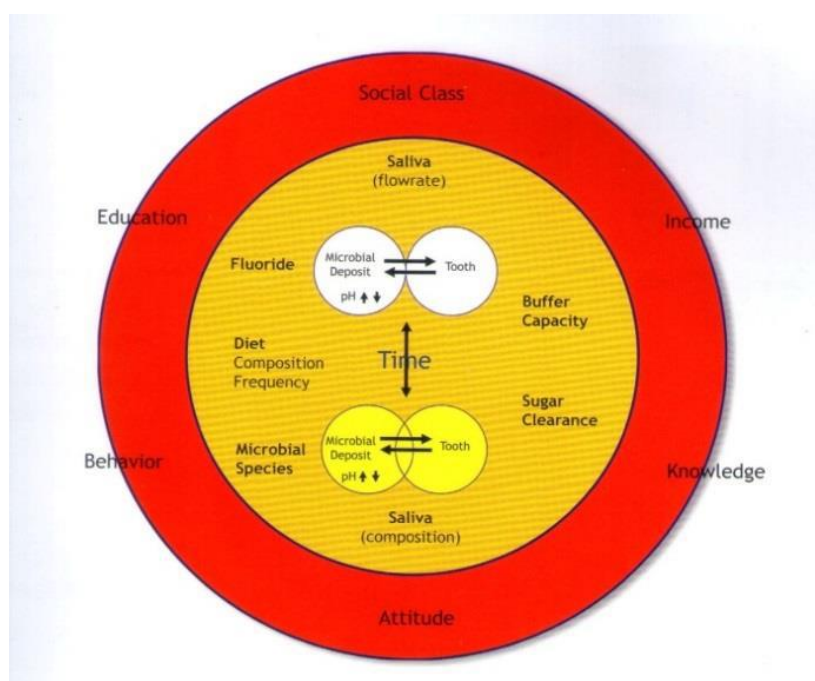 Social Class
Saliva
(flowrate)
Education
Income
Fluoride
Microbial
Deposit
Tooth
pH
Buffer
Capacity
Diet
Composition
Frequency
Time
Sugar
Clearance
Behavior
Microbial
Species
Microbial
Deposit
Tooth
pH
Knowledge
Saliva
(composition)
Attitude